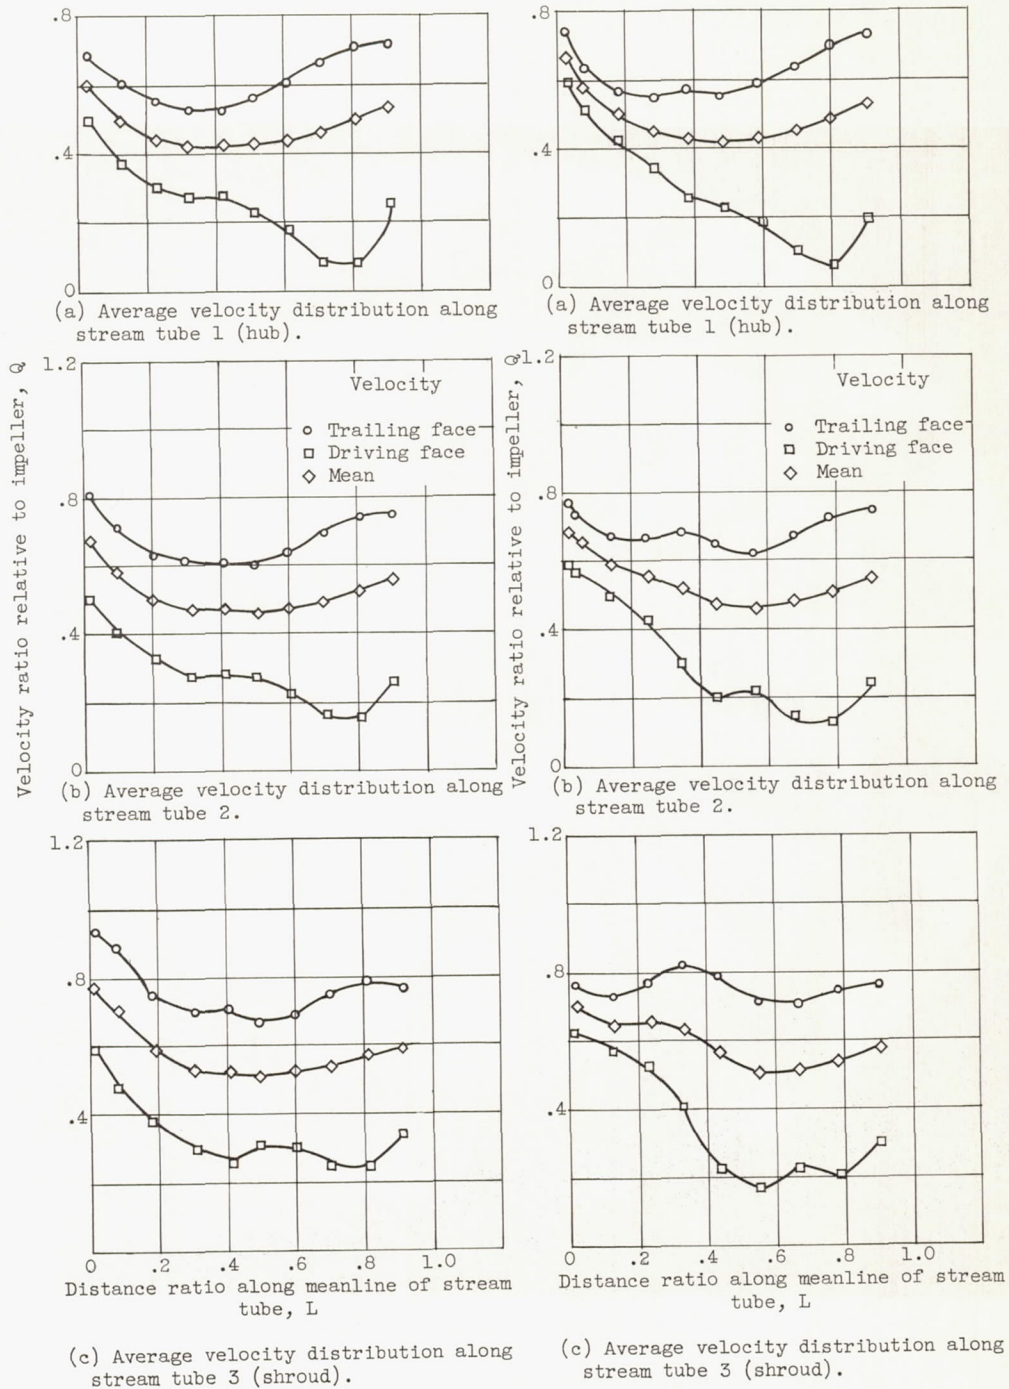 .8
.4
0
(a) Average velocity distribution along
stream tube 1 (hub).
Velocity ratio relative to impeller, Q
1.2
Velocity
Trailing face
Driving face
Mean
.8
.4
0
(b) Average velocity distribution along
stream tube 2.
1.2
.8
.4
0 .2 .4 .6 .8 1.0
Distance ratio along meanline of stream
tube, L
(c) Average velocity distribution along
stream tube 3 (shroud).
.8
.4
0
(a) Average velocity distribution along
stream tube 1 (hub).
Velocity ratio relative to impeller, Q
1.2
Velocity
Trailing face
Driving face
Mean
.8
.4
0
(b) Average velocity distribution along
stream tube 2.
1.2
.8
.4
0 .2 .4 .6 .8 1.0
Distance ratio along meanline of stream
tube, L
(c) Average velocity distribution along
stream tube 3 (shroud).